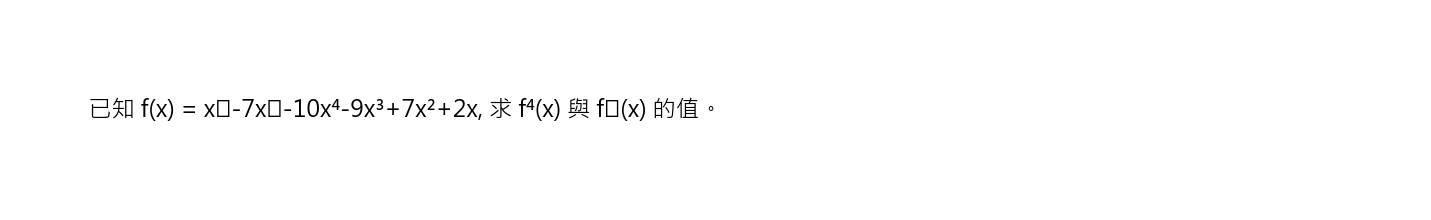 已知 f(x) = x□-7x□-10x⁴-9x³+7x²+2x, 求 f⁴(x) 與 f□(x) 的值。